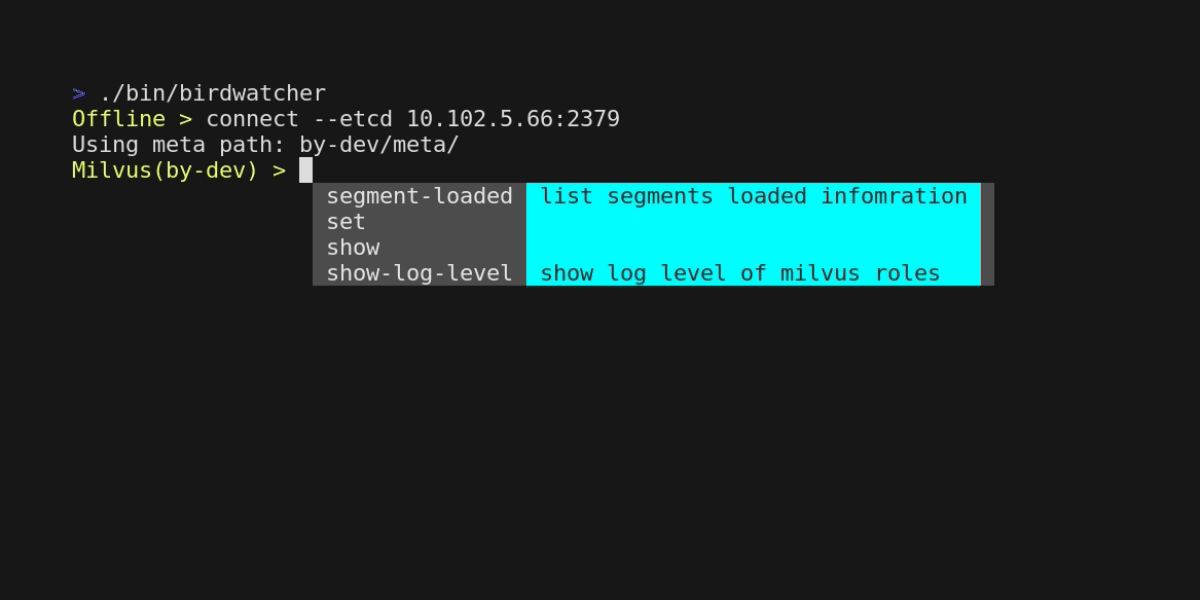 > ./bin/birdwatcher
Offline > connect --etcd 10.102.5.66:2379
Using meta path: by-dev/meta/
Milvus(by-dev) >
segment-loaded list segments loaded infomration
set
show
show-log-level show log level of milvus roles